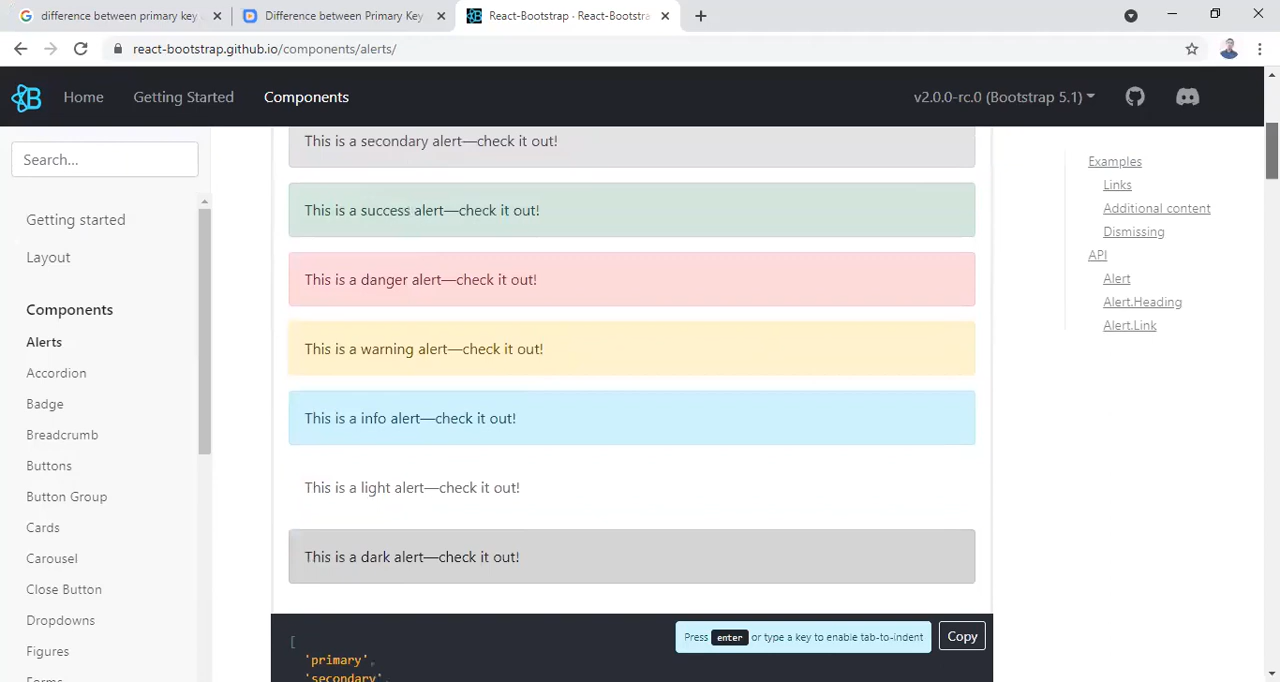 difference between primary key
Difference between Primary Key
React-Bootstrap · React-Bootstra
react-bootstrap.github.io/components/alerts/
Home
Getting Started
Components
v2.0.0-rc.0 (Bootstrap 5.1)
Search...
Getting started
Layout
Components
Alerts
Accordion
Badge
Breadcrumb
Buttons
Button Group
Cards
Carousel
Close Button
Dropdowns
Figures
Forms
This is a secondary alert—check it out!
This is a success alert—check it out!
This is a danger alert—check it out!
This is a warning alert—check it out!
This is a info alert—check it out!
This is a light alert—check it out!
This is a dark alert—check it out!
Press enter or type a key to enable tab-to-indent
Copy
[
'primary',
'secondary',
Examples
Links
Additional content
Dismissing
API
Alert
Alert.Heading
Alert.Link